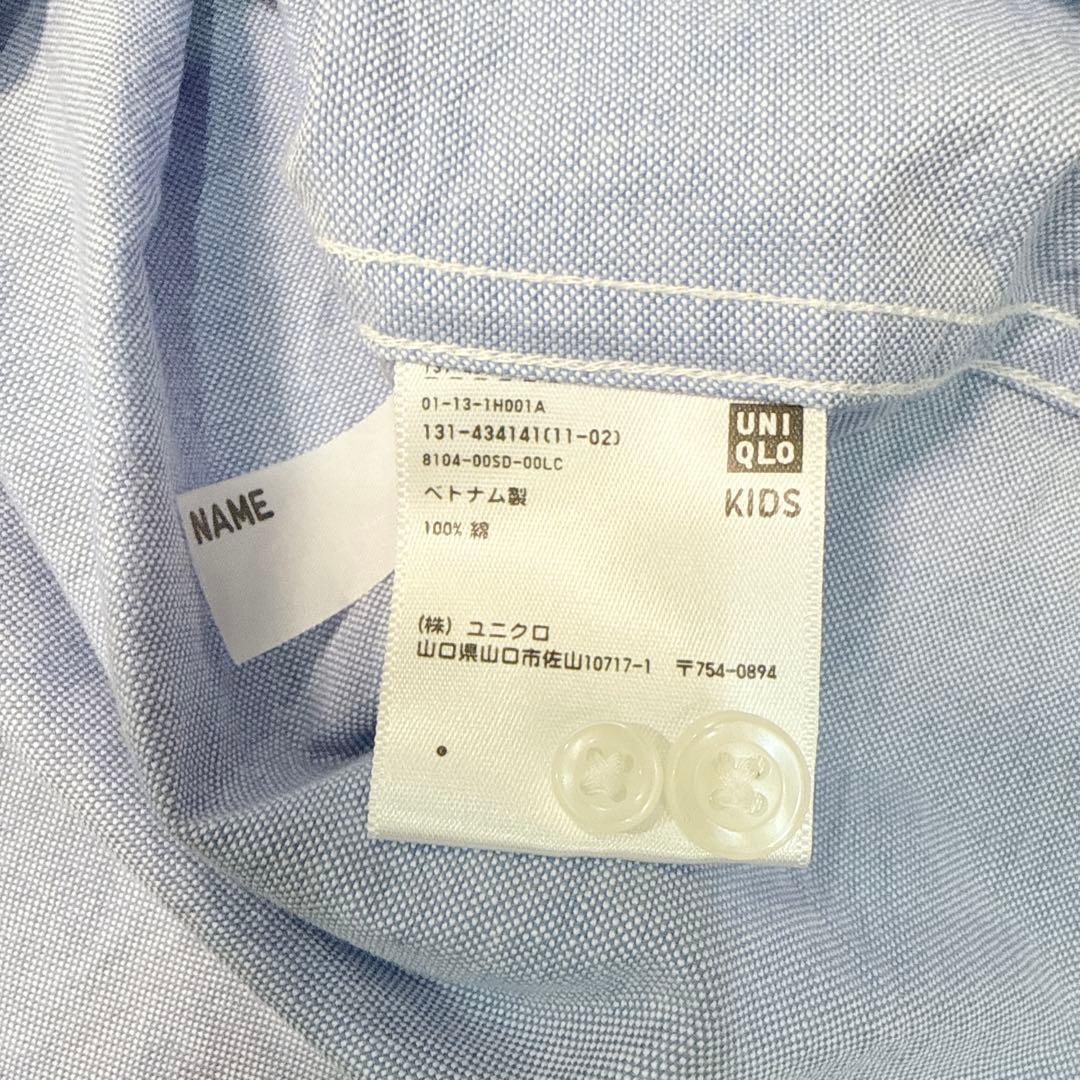 01-13-1H001A
131-434141(11-02)
8104-00SD-00LC
ベトナム製
100% 綿
UNI
QLO
KIDS
NAME
(株) ユニクロ
山口県山口市佐山10717-1 〒754-0894